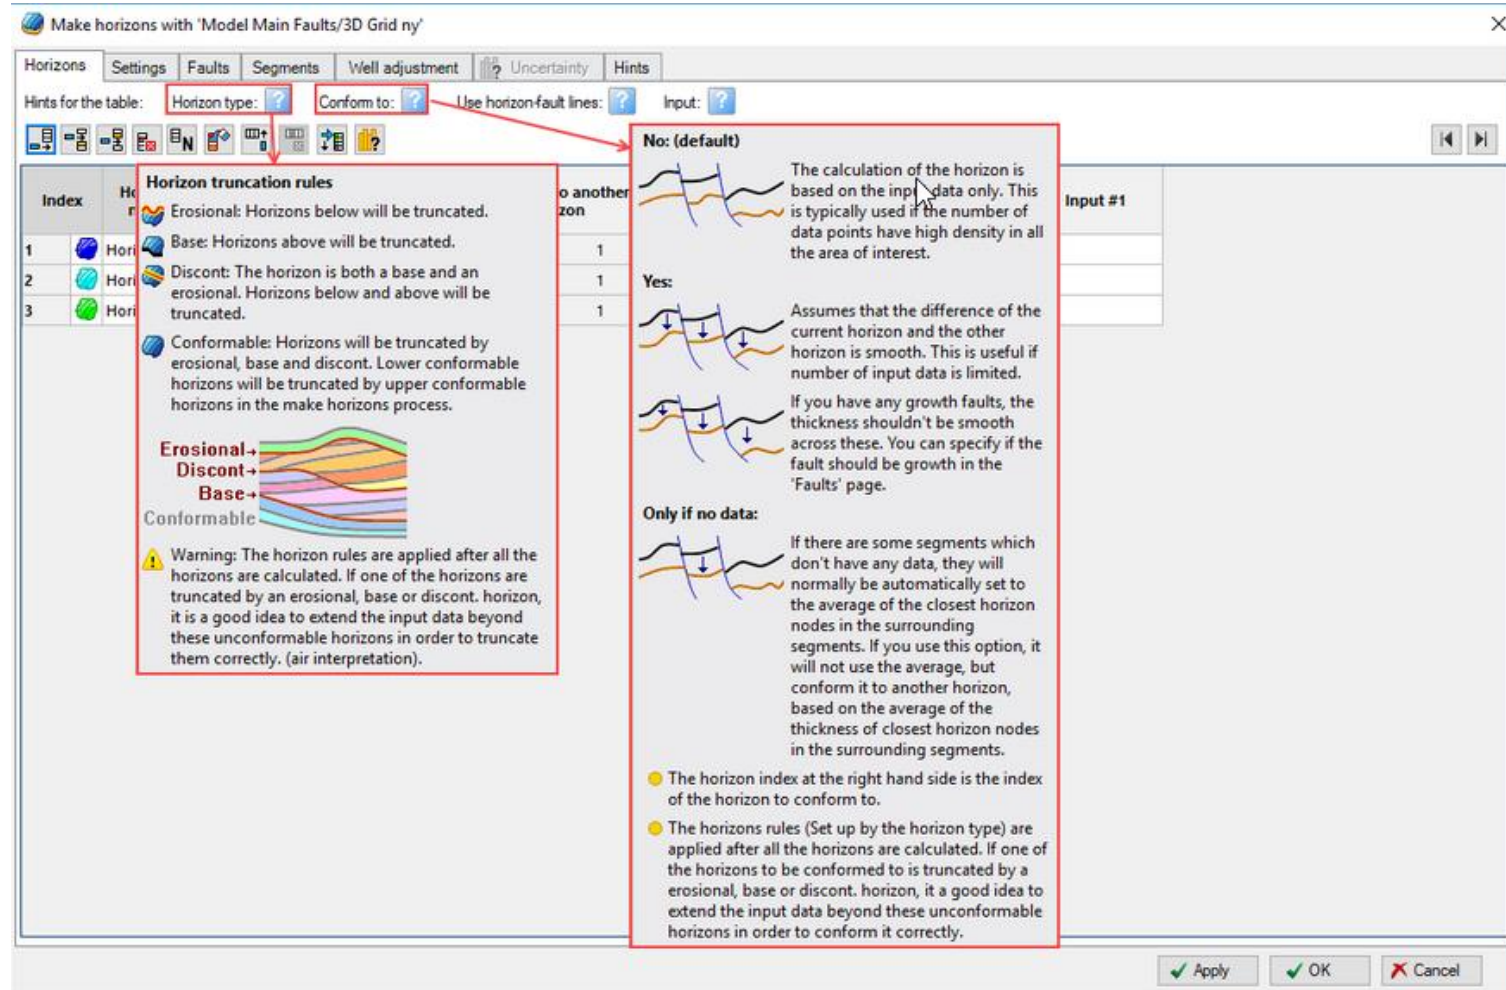 Make horizons with 'Model Main Faults/3D Grid ny'
Horizons Settings Faults Segments Well adjustment Uncertainty Hints
Hints for the table: Horizon type: ? Conform to: ? Use horizon-fault lines: ? Input: ?
Index
o another
zon
Input #1
1 Hori 1
2 Hori 1
3 Hori 1
Horizon truncation rules
Erosional: Horizons below will be truncated.
Base: Horizons above will be truncated.
Discont: The horizon is both a base and an
erosional. Horizons below and above will be
truncated.
Conformable: Horizons will be truncated by
erosional, base and discont. Lower conformable
horizons will be truncated by upper conformable
horizons in the make horizons process.
Erosional
Discont
Base
Conformable
Warning: The horizon rules are applied after all the
horizons are calculated. If one of the horizons are
truncated by an erosional, base or discont. horizon,
it is a good idea to extend the input data beyond
these unconformable horizons in order to truncate
them correctly. (air interpretation).
No: (default)
The calculation of the horizon is
based on the input data only. This
is typically used if the number of
data points have high density in all
the area of interest.
Yes:
Assumes that the difference of the
current horizon and the other
horizon is smooth. This is useful if
number of input data is limited.
If you have any growth faults, the
thickness shouldn't be smooth
across these. You can specify if the
fault should be growth in the
'Faults' page.
Only if no data:
If there are some segments which
don't have any data, they will
normally be automatically set to
the average of the closest horizon
nodes in the surrounding
segments. If you use this option, it
will not use the average, but
conform it to another horizon,
based on the average of the
thickness of closest horizon nodes
in the surrounding segments.
The horizon index at the right hand side is the index
of the horizon to conform to.
The horizons rules (Set up by the horizon type) are
applied after all the horizons are calculated. If one of
the horizons to be conformed to is truncated by a
erosional, base or discont. horizon, it a good idea to
extend the input data beyond these unconformable
horizons in order to conform it correctly.
Apply OK Cancel